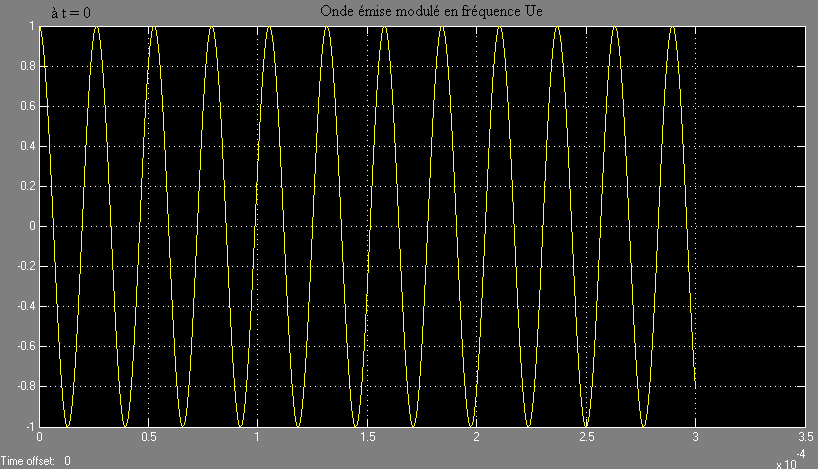 à t = 0
Onde émise modulé en fréquence Ue
1
0.8
0.6
0.4
0.2
0
-0.2
-0.4
-0.6
-0.8
-1
0 0.5 1 1.5 2 2.5 3 3.5
Time offset: 0
x 10 -4